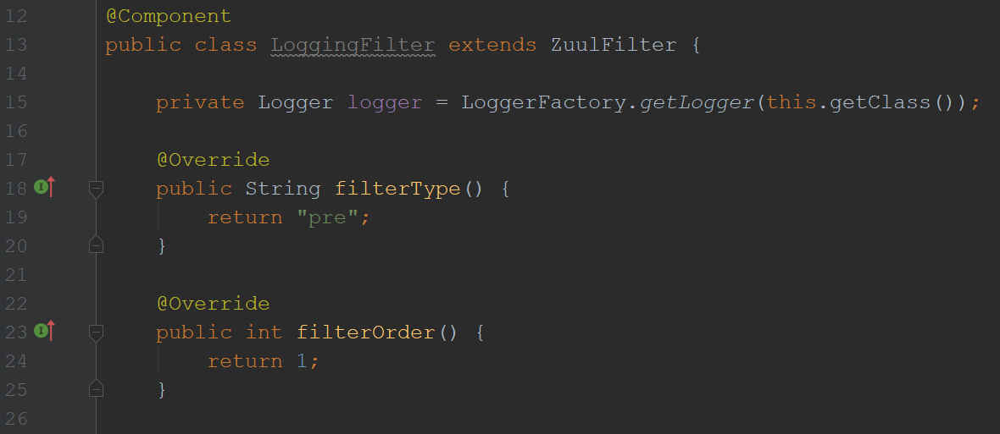 12 @Component
13 public class LoggingFilter extends ZuulFilter {
14
15 private Logger logger = LoggerFactory.getLogger(this.getClass());
16
17 @Override
18 I public String filterType() {
19 return "pre";
20 }
21
22 @Override
23 I public int filterOrder() {
24 return 1;
25 }
26